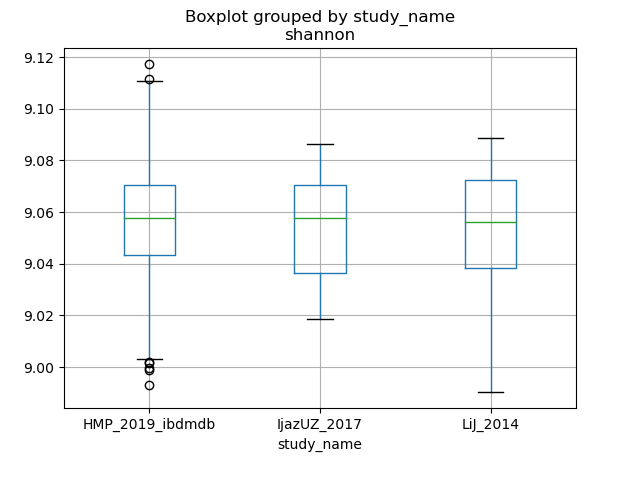 Boxplot grouped by study_name
shannon
9.12
9.10
9.08
9.06
9.04
9.02
9.00
HMP_2019_ibdmdb IjazUZ_2017 LiJ_2014
study_name